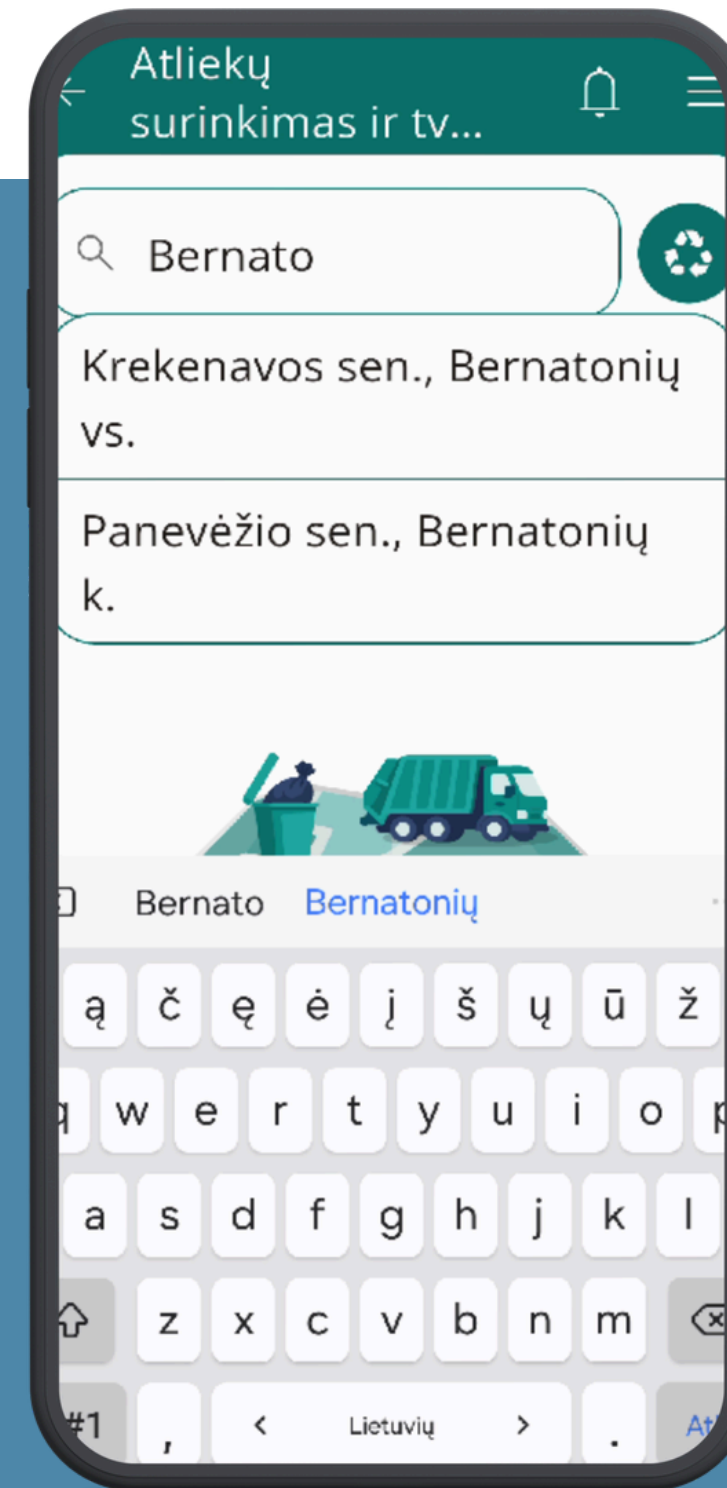 Atliekų
surinkimas ir tv...
Bernato
Krekenavos sen., Bernatonių
vs.
Panevėžio sen., Bernatonių
k.
Bernato Bernatonių
ą č ę ė į š ų ū ž
q w e r t y u i o p
a s d f g h j k l
z x c v b n m
#1 , < Lietuvių > .